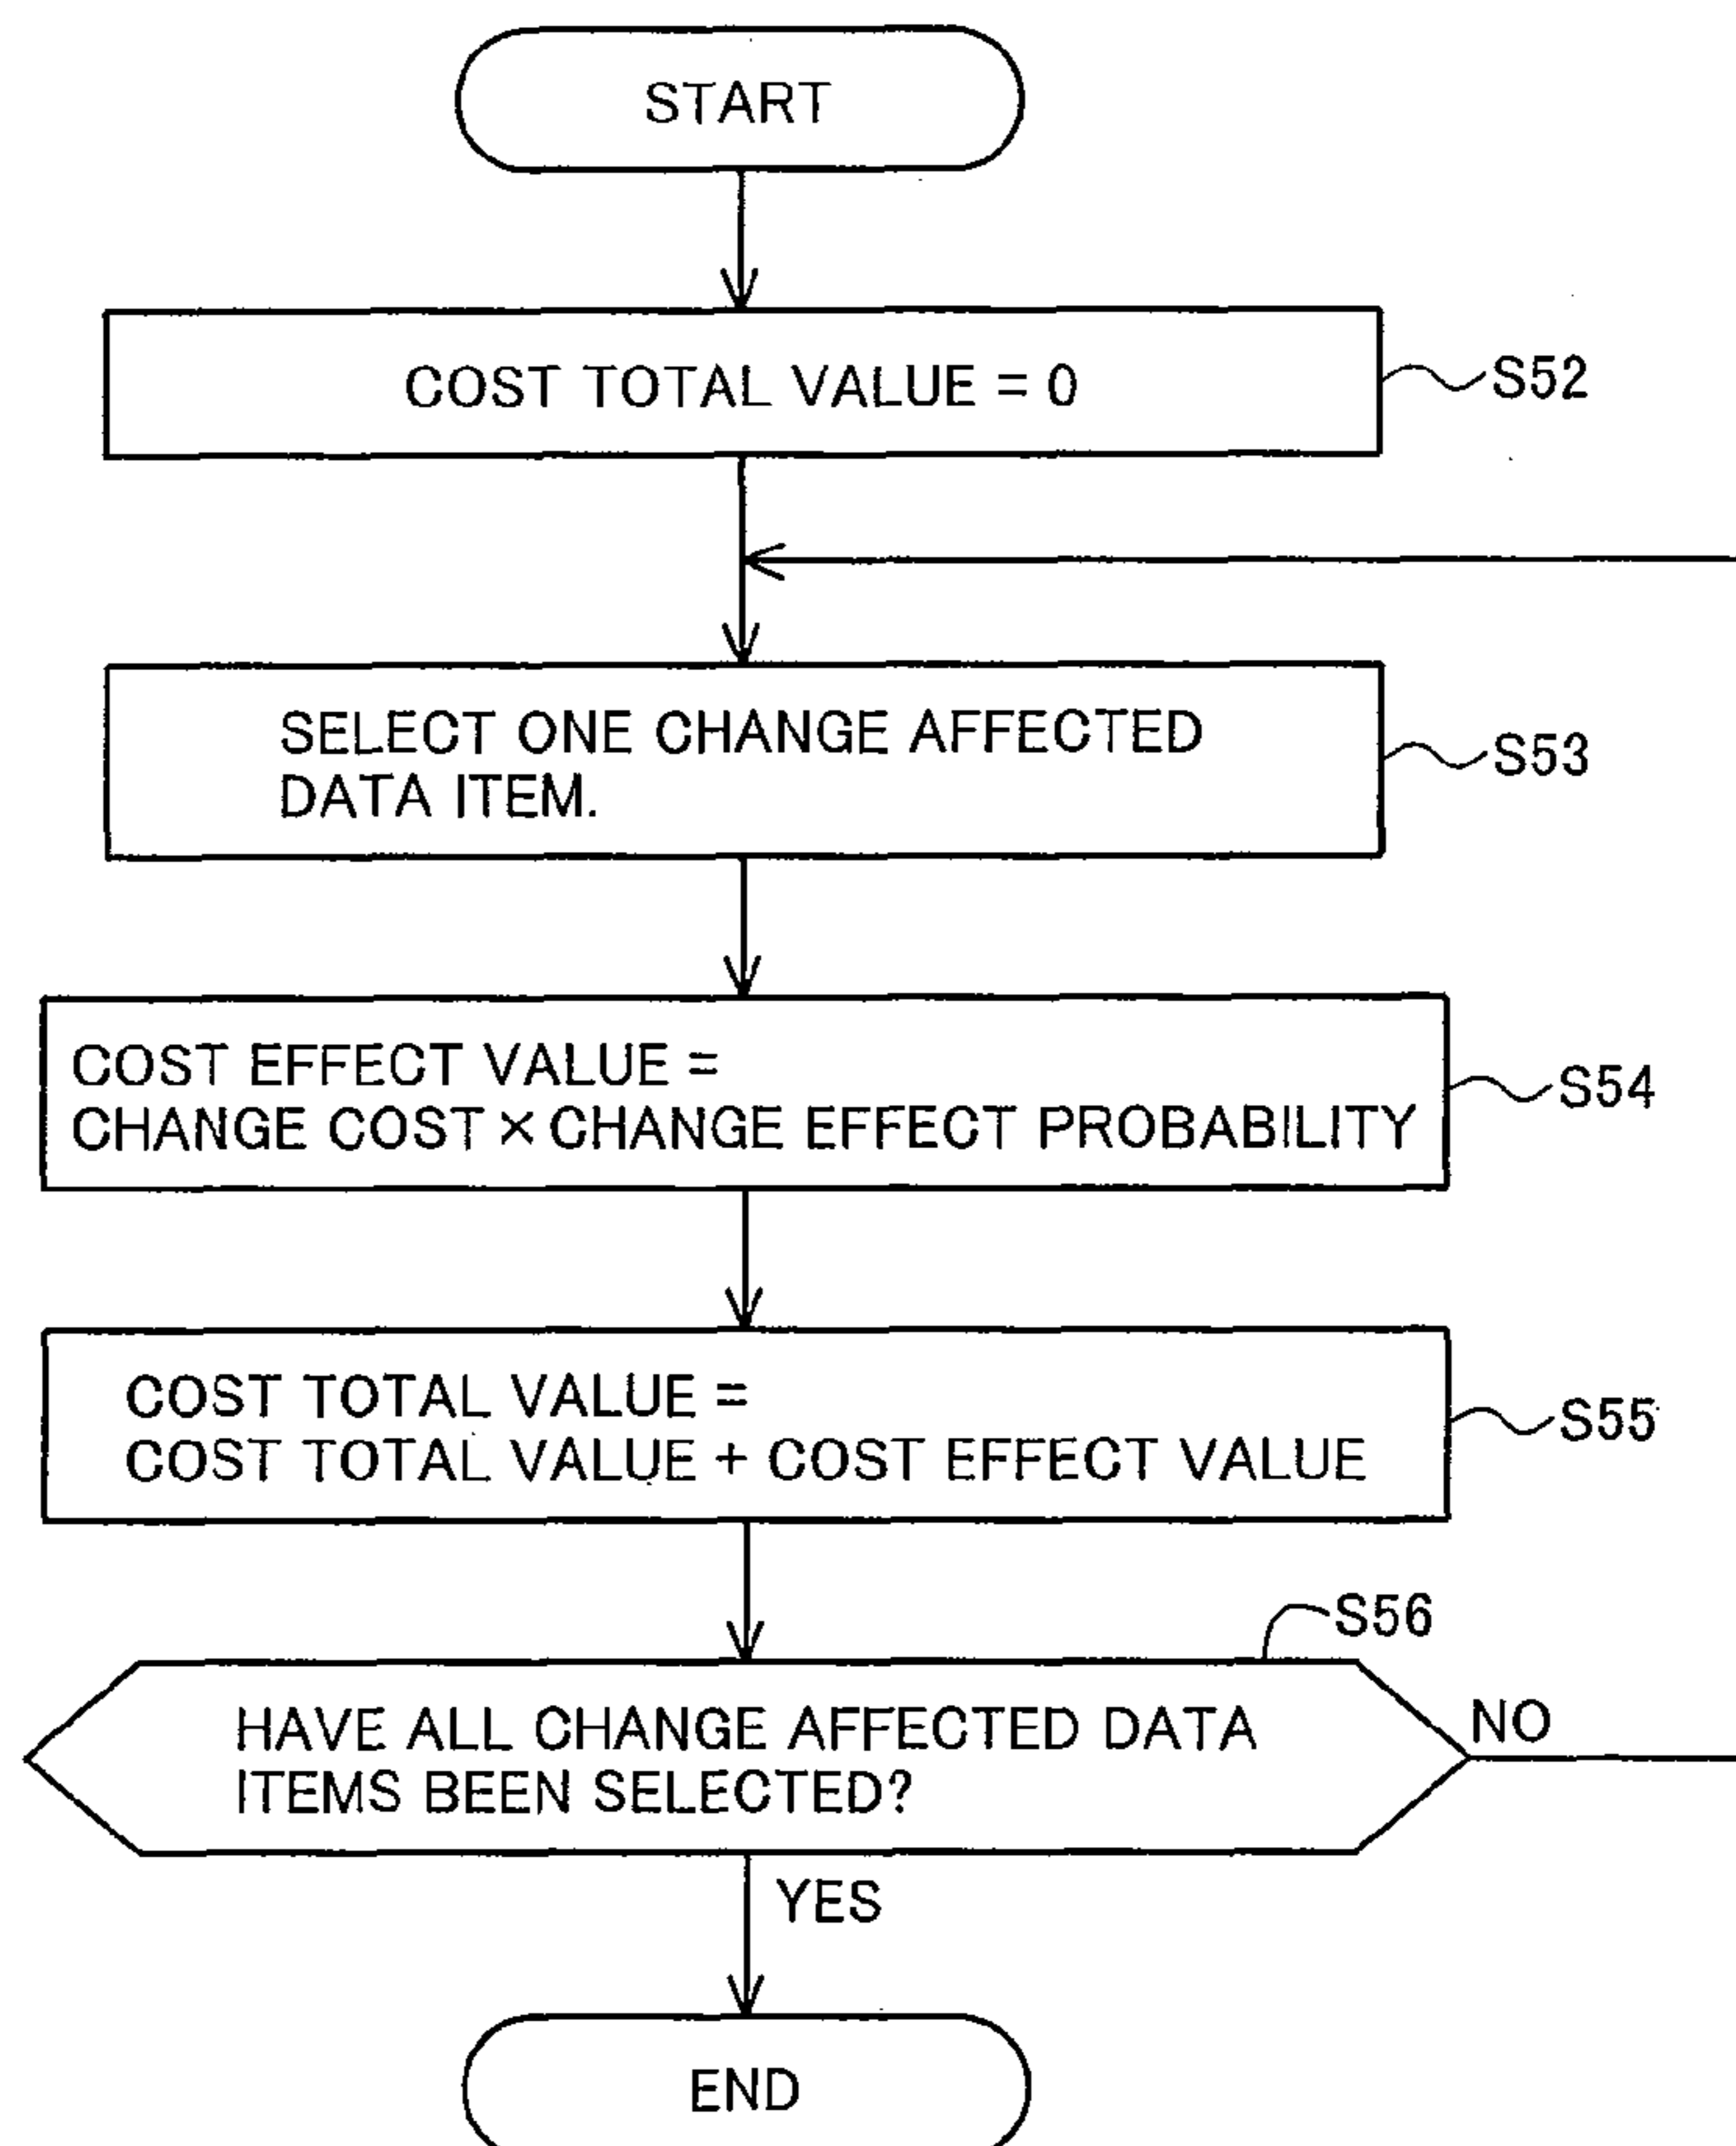 START
COST TOTAL VALUE = 0
S52
SELECT ONE CHANGE AFFECTED
DATA ITEM.
S53
COST EFFECT VALUE =
CHANGE COST × CHANGE EFFECT PROBABILITY
S54
COST TOTAL VALUE =
COST TOTAL VALUE + COST EFFECT VALUE
S55
S56
HAVE ALL CHANGE AFFECTED DATA
ITEMS BEEN SELECTED?
NO
YES
END